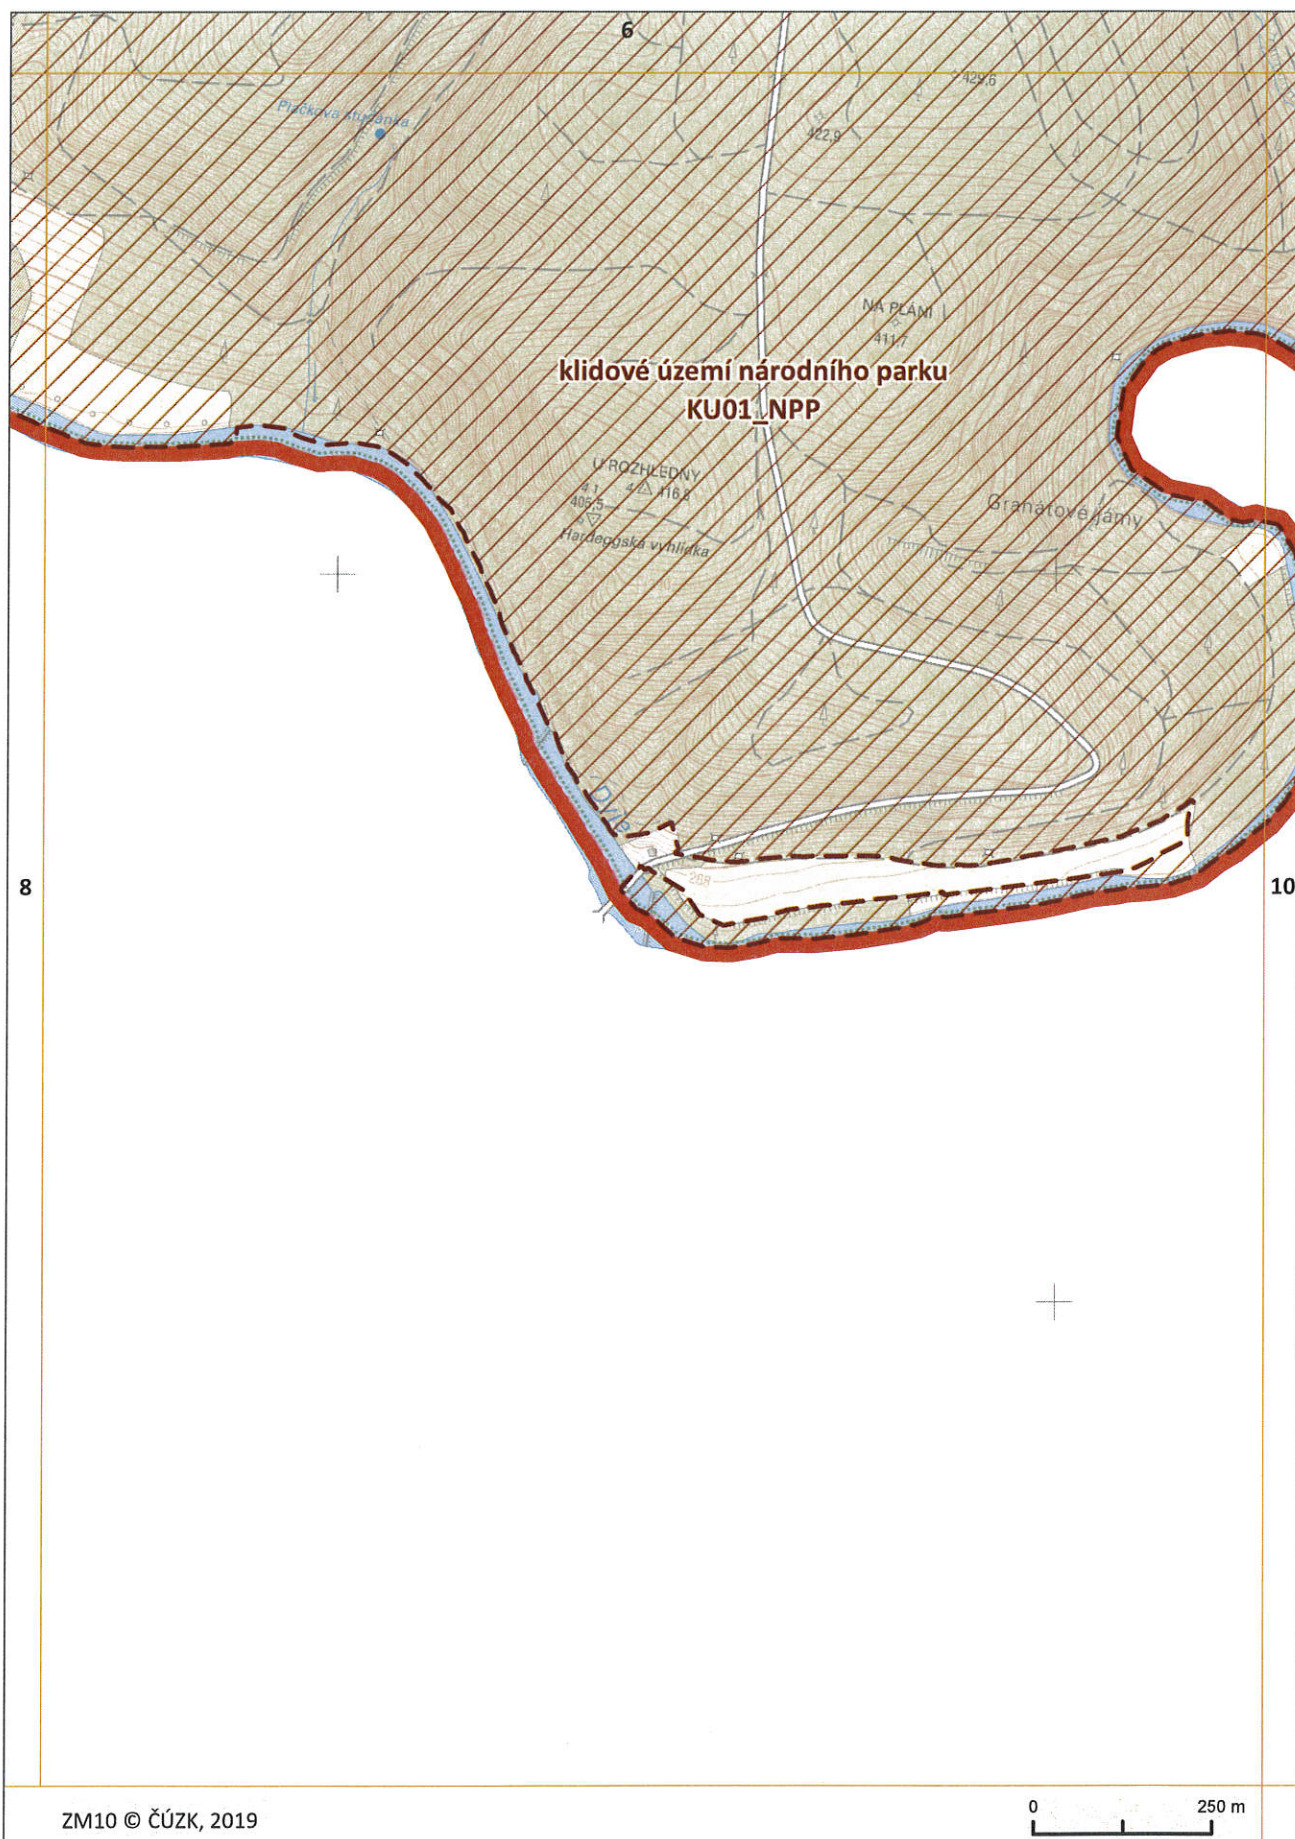 6
429,6
Ptačkova studánka
422,9
NA PLÁNI
411,7
klidové území národního parku
KU01_NPP
U ROZHLEDNY
416,8
405,5
Hardeggská vyhlídka
Granátové jámy
Dyje
268
8
10
ZM10 © ČÚZK, 2019
0 250 m